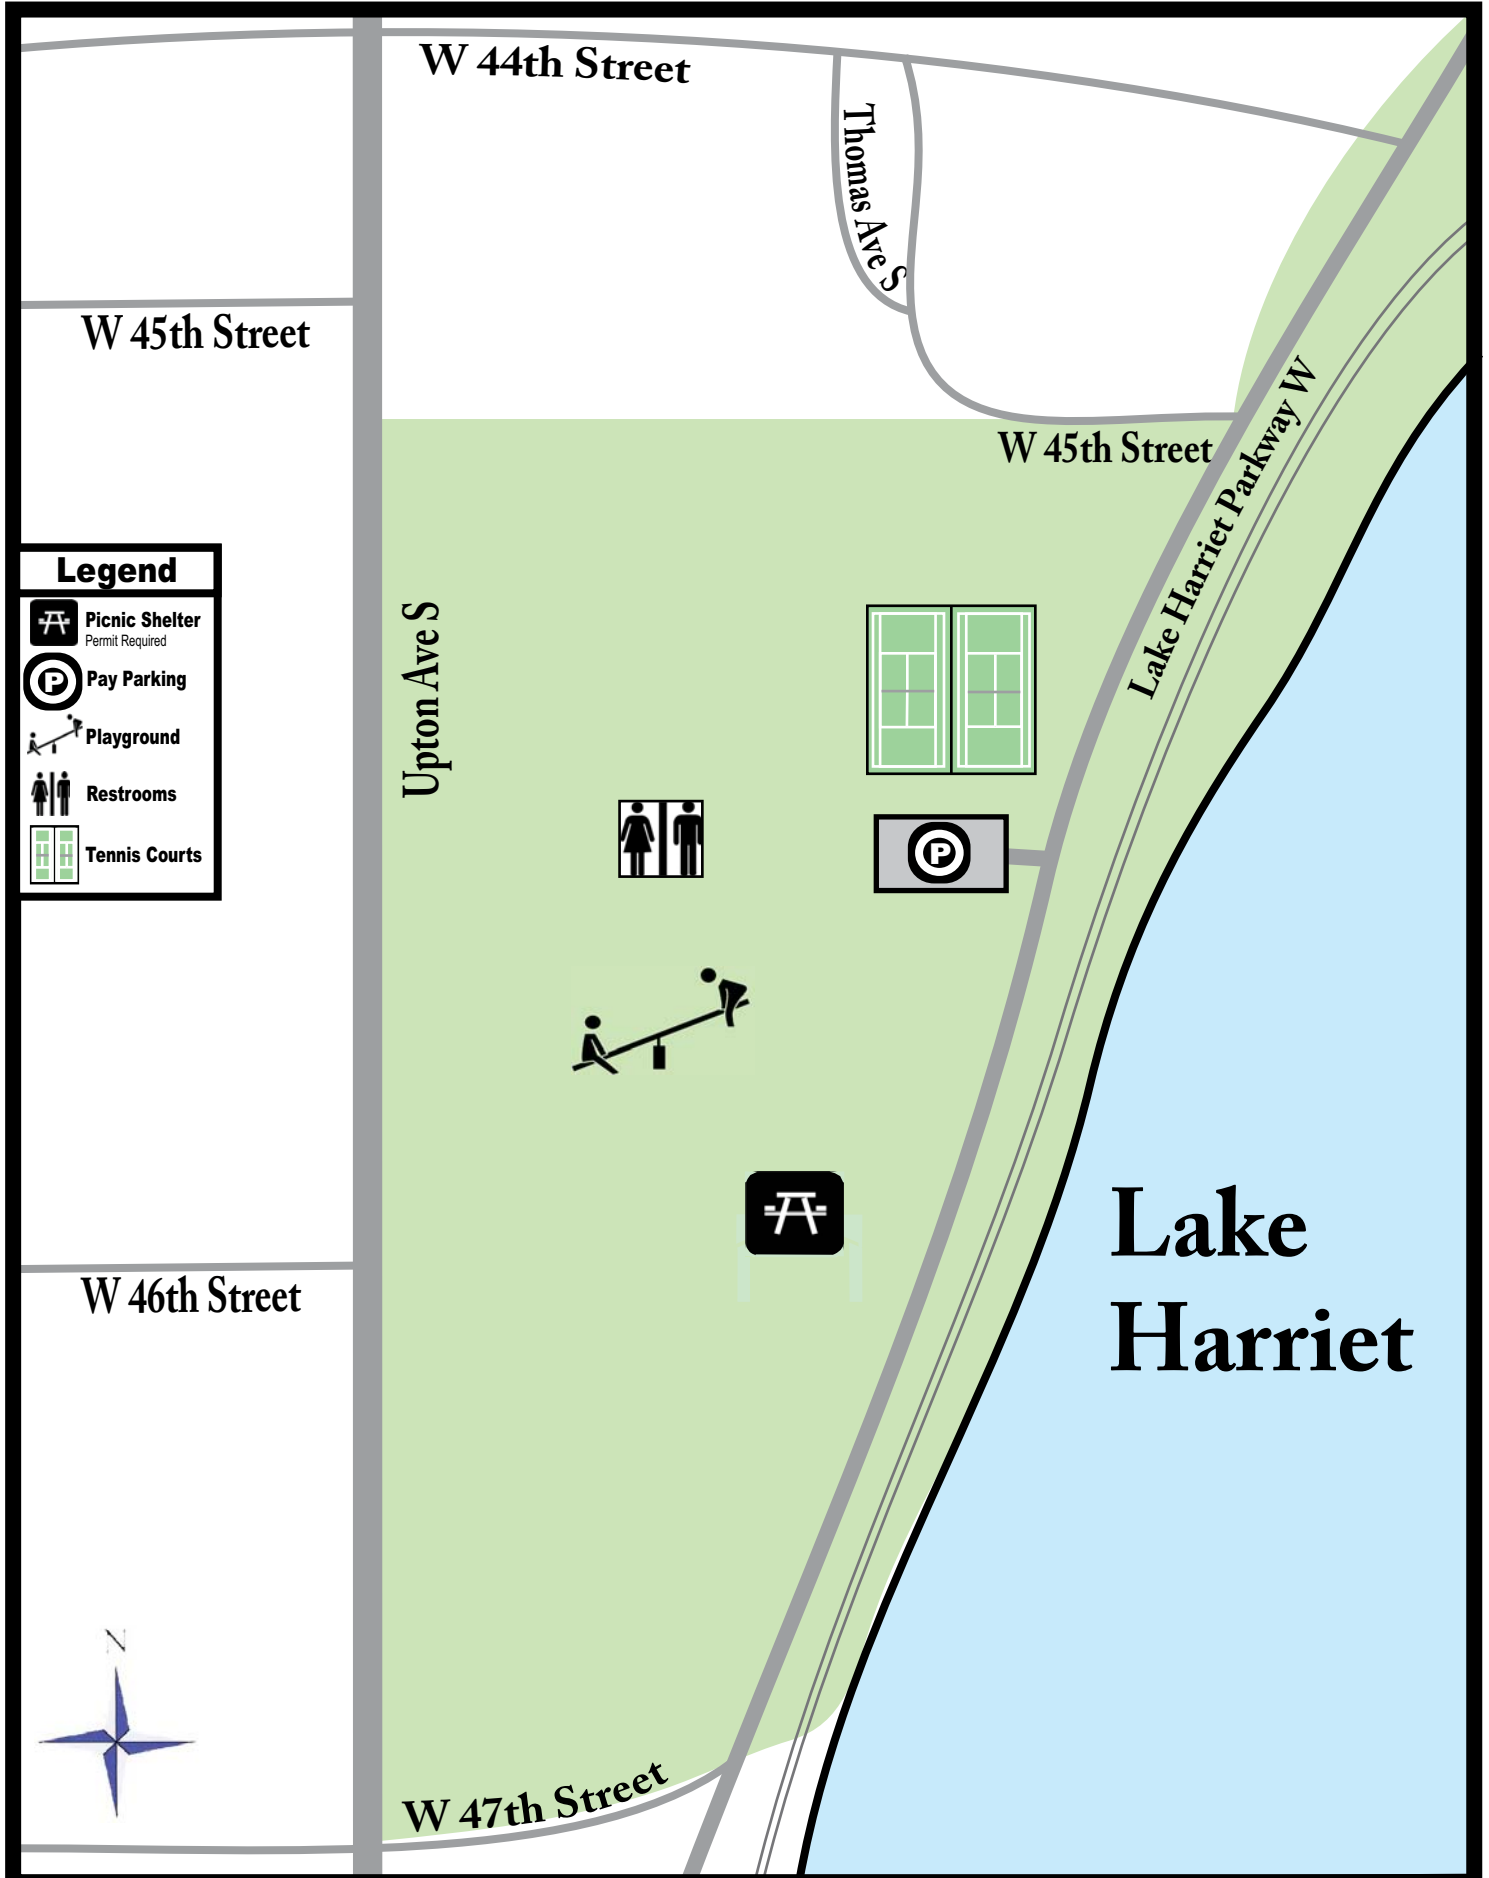 W 44th Street
Thomas Ave S
W 45th Street
W 45th Street
Lake Harriet Parkway W
Legend
Picnic Shelter
Permit Required
P
Pay Parking
Playground
Restrooms
Tennis Courts
Upton Ave S
P
Lake
Harriet
W 46th Street
N
W 47th Street